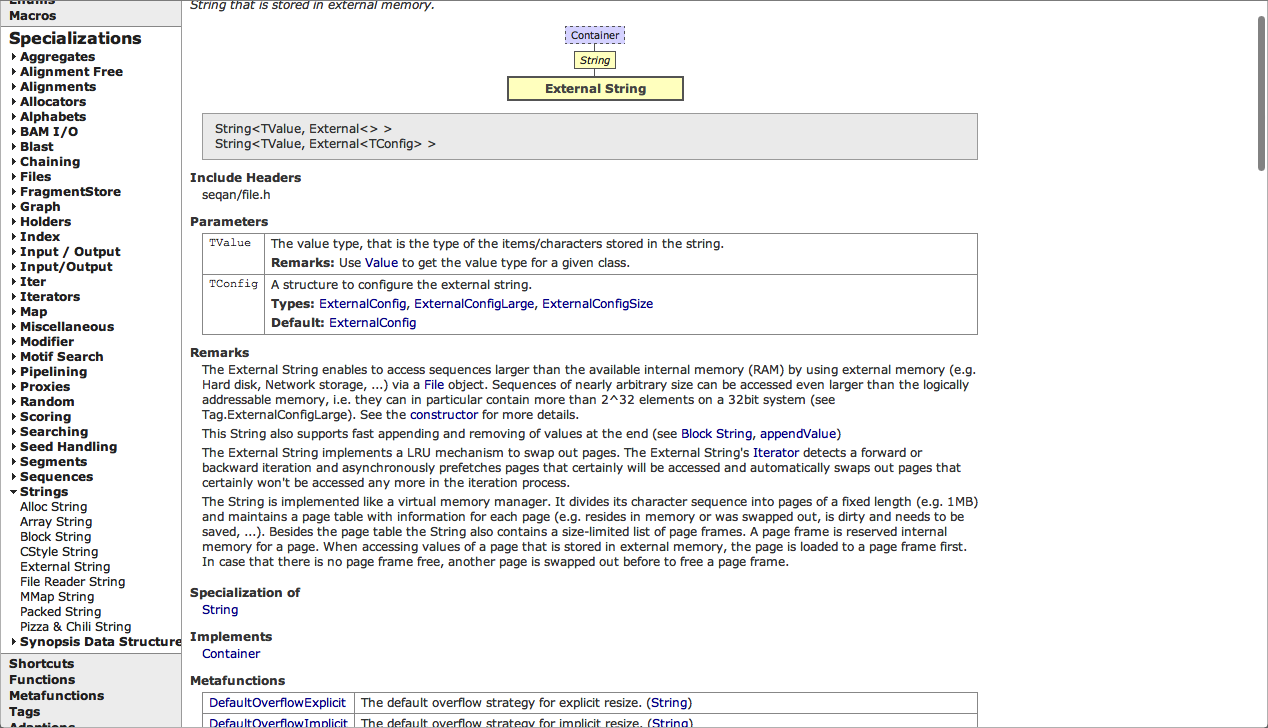 Enums
Macros
Specializations
Aggregates
Alignment Free
Alignments
Allocators
Alphabets
BAM I/O
Blast
Chaining
Files
FragmentStore
Graph
Holders
Index
Input / Output
Input/Output
Iter
Iterators
Map
Miscellaneous
Modifier
Motif Search
Pipelining
Proxies
Random
Scoring
Searching
Seed Handling
Segments
Sequences
Strings
Alloc String
Array String
Block String
CStyle String
External String
File Reader String
MMap String
Packed String
Pizza & Chili String
Synopsis Data Structure
Shortcuts
Functions
Metafunctions
Tags
Adaptions
String that is stored in external memory.
Container
String
External String
String<TValue, External<> >
String<TValue, External<TConfig> >
Include Headers
seqan/file.h
Parameters
TValue The value type, that is the type of the items/characters stored in the string.
Remarks: Use Value to get the value type for a given class.
TConfig A structure to configure the external string.
Types: ExternalConfig, ExternalConfigLarge, ExternalConfigSize
Default: ExternalConfig
Remarks
The External String enables to access sequences larger than the available internal memory (RAM) by using external memory (e.g.
Hard disk, Network storage, ...) via a File object. Sequences of nearly arbitrary size can be accessed even larger than the logically
addressable memory, i.e. they can in particular contain more than 2^32 elements on a 32bit system (see
Tag.ExternalConfigLarge). See the constructor for more details.
This String also supports fast appending and removing of values at the end (see Block String, appendValue)
The External String implements a LRU mechanism to swap out pages. The External String's Iterator detects a forward or
backward iteration and asynchronously prefetches pages that certainly will be accessed and automatically swaps out pages that
certainly won't be accessed any more in the iteration process.
The String is implemented like a virtual memory manager. It divides its character sequence into pages of a fixed length (e.g. 1MB)
and maintains a page table with information for each page (e.g. resides in memory or was swapped out, is dirty and needs to be
saved, ...). Besides the page table the String also contains a size-limited list of page frames. A page frame is reserved internal
memory for a page. When accessing values of a page that is stored in external memory, the page is loaded to a page frame first.
In case that there is no page frame free, another page is swapped out before to free a page frame.
Specialization of
String
Implements
Container
Metafunctions
DefaultOverflowExplicit The default overflow strategy for explicit resize. (String)
DefaultOverflowImplicit The default overflow strategy for implicit resize. (String)